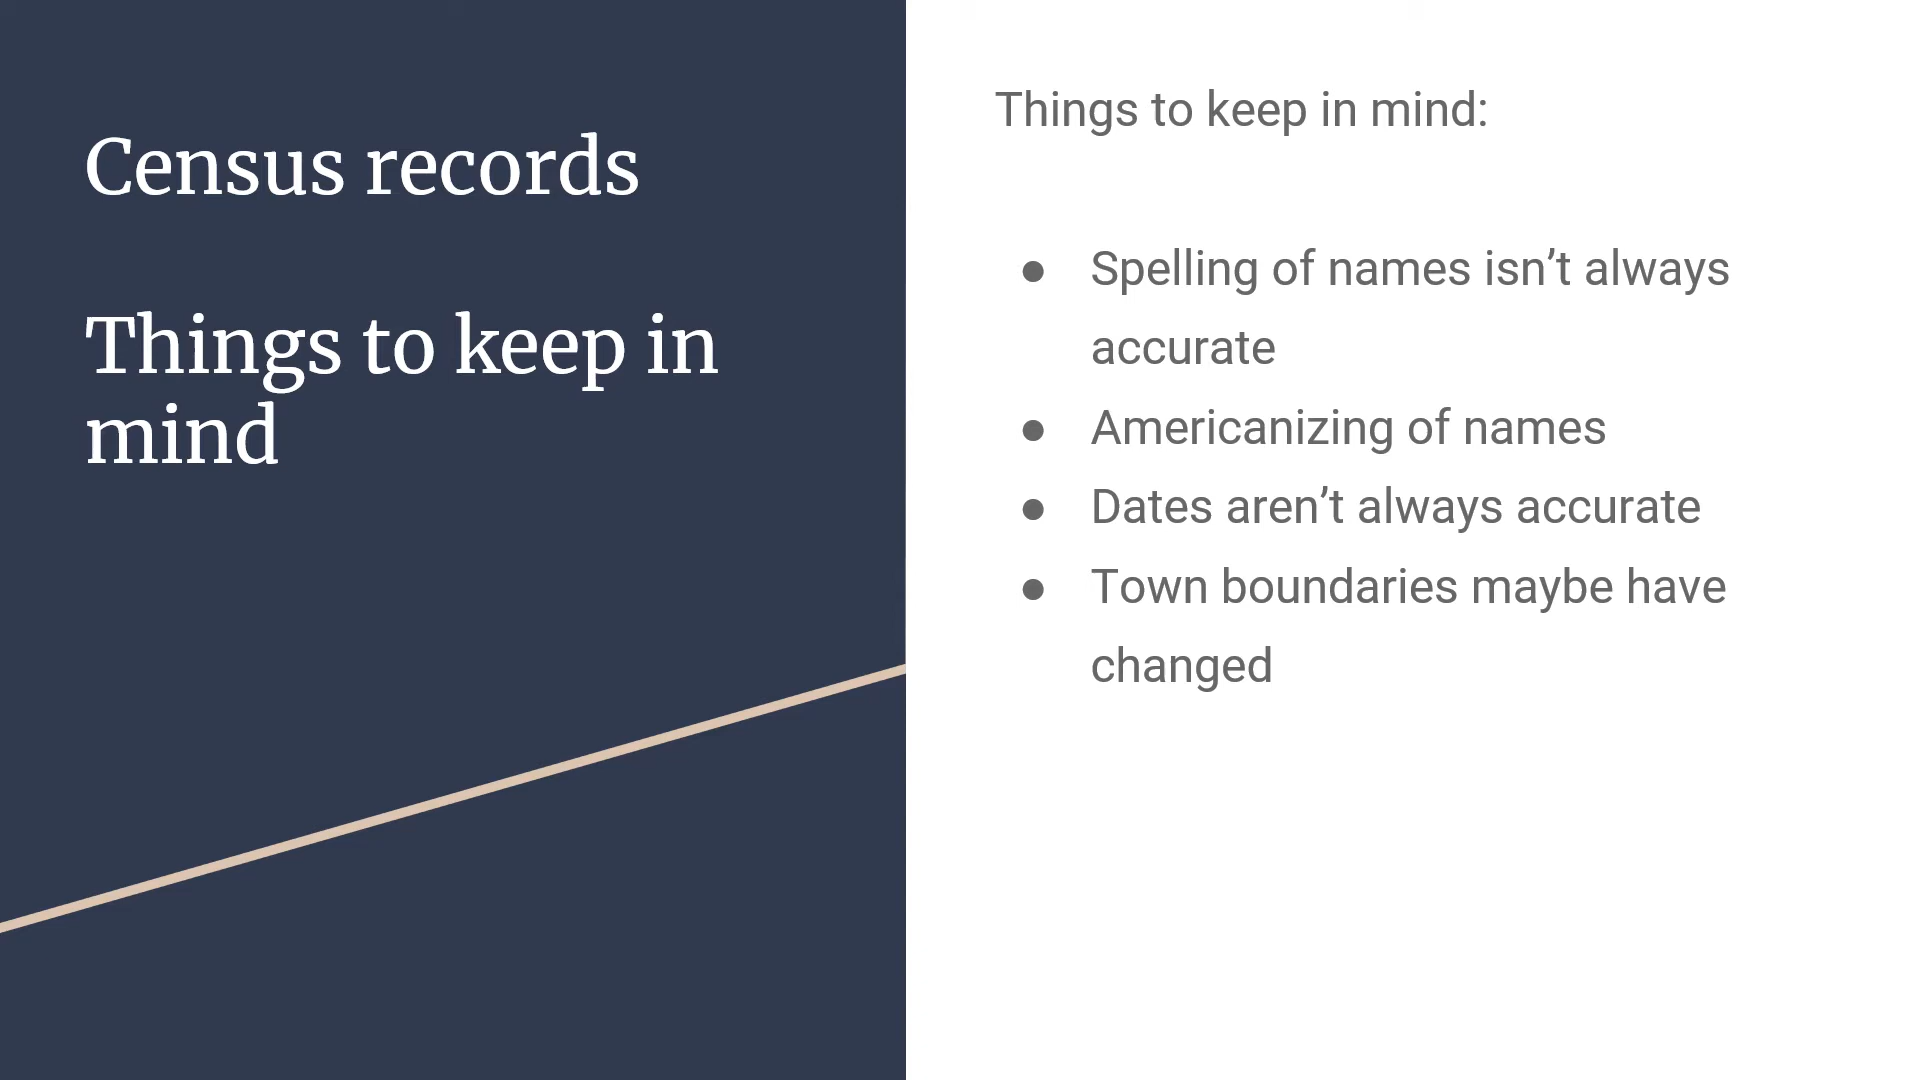 Census records
Things to keep in
mind
Things to keep in mind:
● Spelling of names isn’t always
accurate
● Americanizing of names
● Dates aren’t always accurate
● Town boundaries maybe have
changed